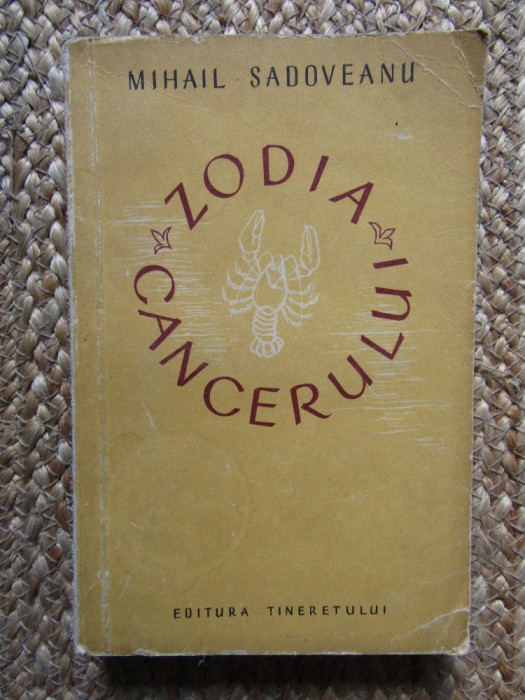 MIHAIL SADOVEANU
ZODIA
CANCERULUI
EDITURA TINERETULUI